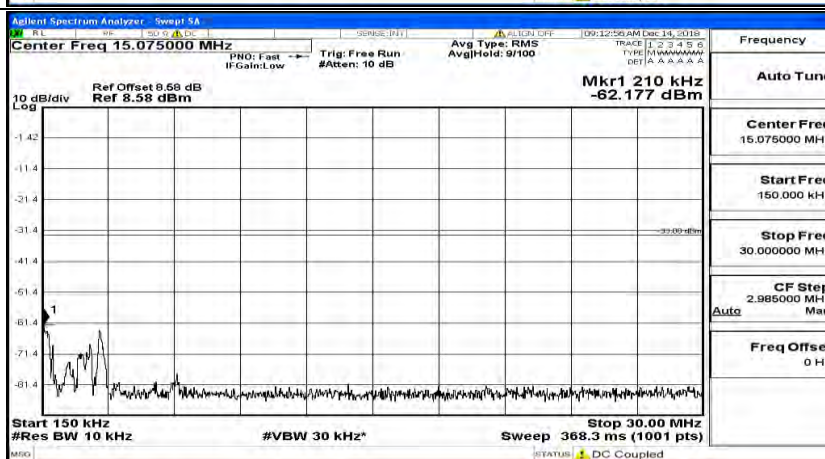 Agilent Spectrum Analyzer - Swept SA
RL RF 50 Ω DC SENSE:INT ALIGN OFF 09:12:56 AM Dec 14, 2018
Center Freq 15.075000 MHz
PNO: Fast
IFGain:Low
Trig: Free Run
#Atten: 10 dB
Avg Type: RMS
Avg|Hold: 9/100
TRACE 1 2 3 4 5 6
TYPE M WWWWW
DET A A A A A A
Ref Offset 8.58 dB
10 dB/div Ref 8.58 dBm
Log
Mkr1 210 kHz
-62.177 dBm
-1.42
-11.4
-21.4
-31.4
-41.4
-51.4
-61.4
-71.4
-81.4
-33.00 dBm
1
Start 150 kHz
Stop 30.00 MHz
#Res BW 10 kHz #VBW 30 kHz* Sweep 368.3 ms (1001 pts)
MSG STATUS DC Coupled
Frequency
Auto Tun
Center Fre
15.075000 MH
Start Fre
150.000 kH
Stop Fre
30.000000 MH
CF Ste
2.985000 MH
Auto Ma
Freq Offse
0 H